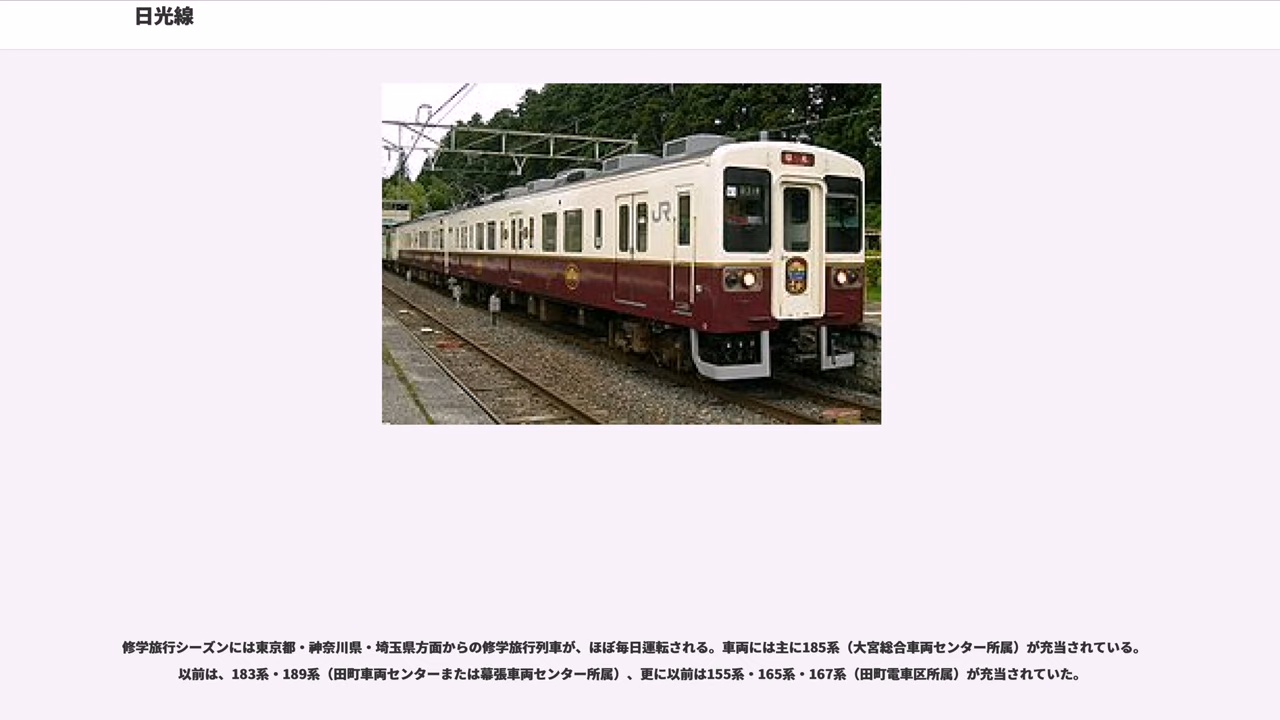 日光線
JR
修学旅行シーズンには東京都・神奈川県・埼玉県方面からの修学旅行列車が、ほぼ毎日運転される。車両には主に185系（大宮総合車両センター所属）が充当されている。
以前は、183系・189系（田町車両センターまたは幕張車両センター所属）、更に以前は155系・165系・167系（田町電車区所属）が充当されていた。